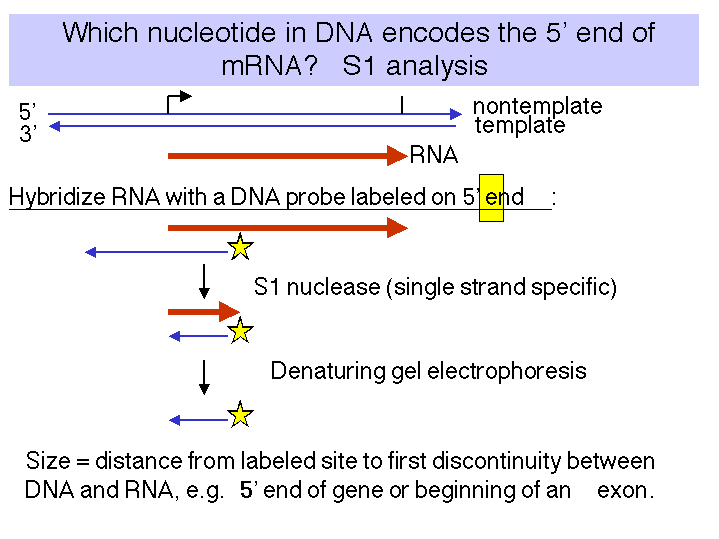 Which nucleotide in DNA encodes the 5’ end of
mRNA? S1 analysis
5’
3’
nontemplate
template
RNA
Hybridize RNA with a DNA probe labeled on 5’ end :
S1 nuclease (single strand specific)
Denaturing gel electrophoresis
Size = distance from labeled site to first discontinuity between
DNA and RNA, e.g. 5’ end of gene or beginning of an exon.